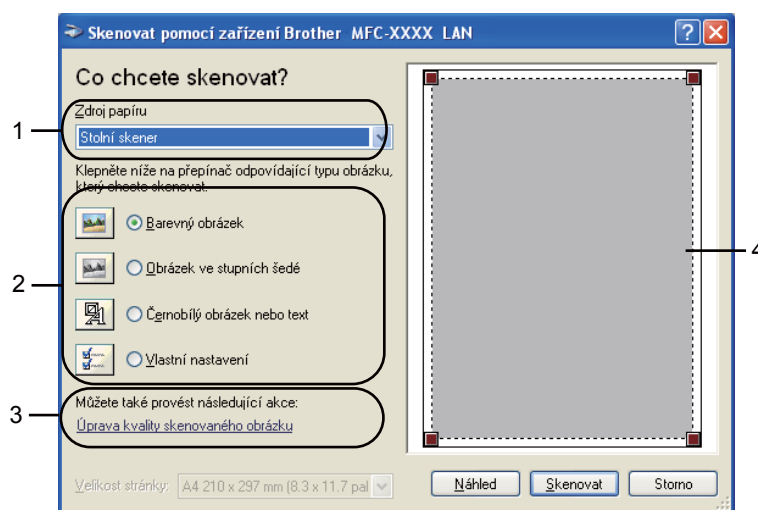 Skenovat pomocí zařízení Brother MFC-XXXX LAN
Co chcete skenovat?
1
Zdroj papíru
Stolní skener
Klepněte níže na přepínač odpovídající typu obrázku,
který chcete skenovat.
2
Barevný obrázek
Obrázek ve stupních šedé
Černobílý obrázek nebo text
Vlastní nastavení
3
Můžete také provést následující akce:
Úprava kvality skenovaného obrázku
4
Velikost stránky:
A4 210 x 297 mm (8.3 x 11.7 pal
Náhled
Skenovat
Storno